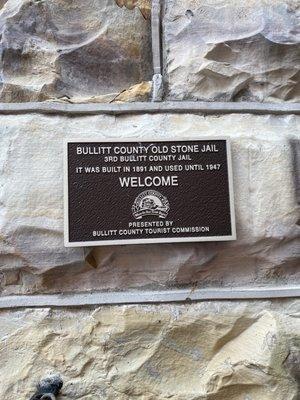 BULLITT COUNTY OLD STONE JAIL
3RD BULLITT COUNTY JAIL
IT WAS BUILT IN 1891 AND USED UNTIL 1947
WELCOME
PRESENTED BY
BULLITT COUNTY TOURIST COMMISSION